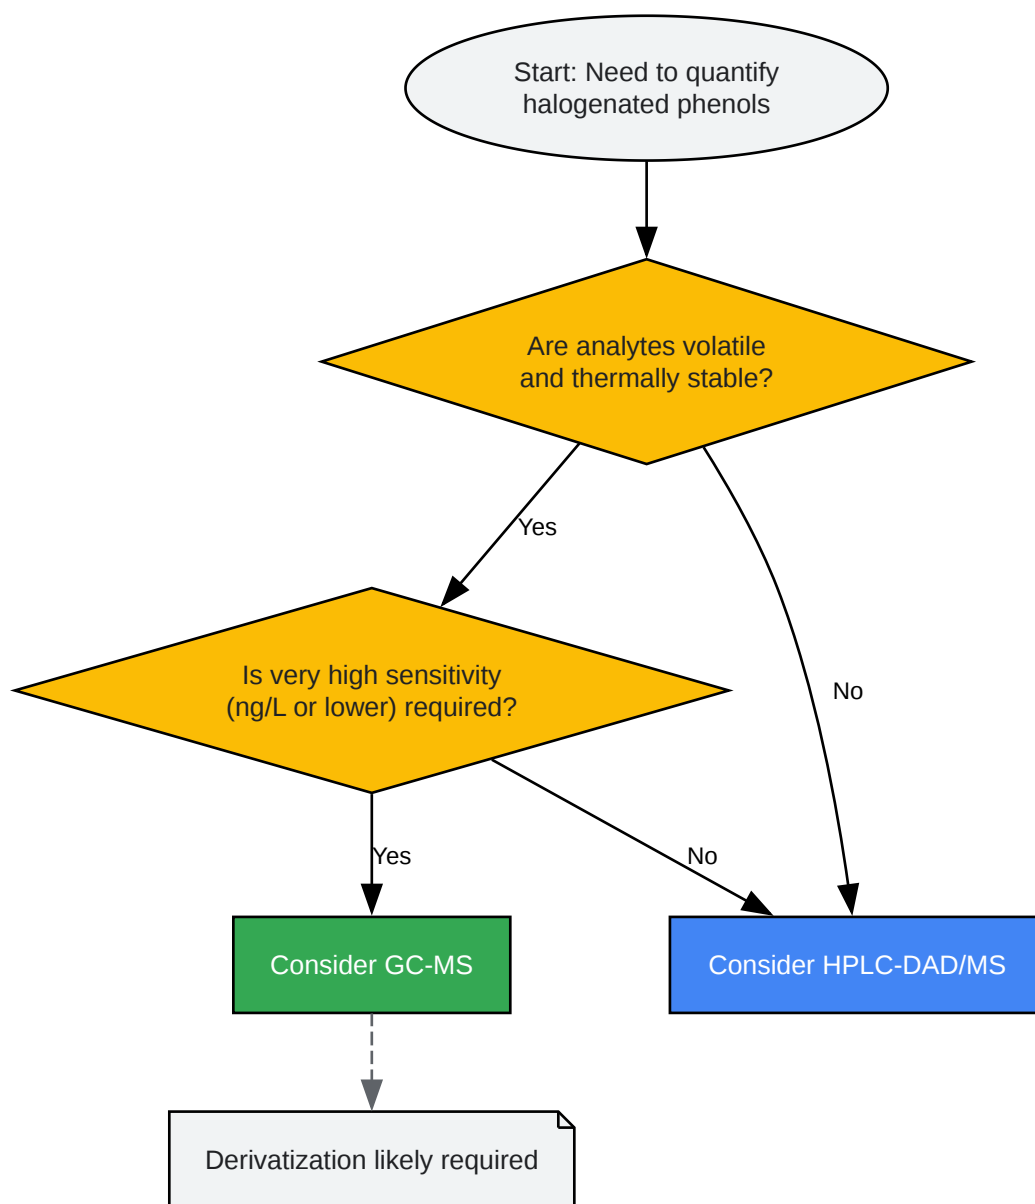 Start: Need to quantify
halogenated phenols
Are analytes volatile
and thermally stable?
Yes
Is very high sensitivity
(ng/L or lower) required?
No
Yes
No
Consider GC-MS
Consider HPLC-DAD/MS
Derivatization likely required